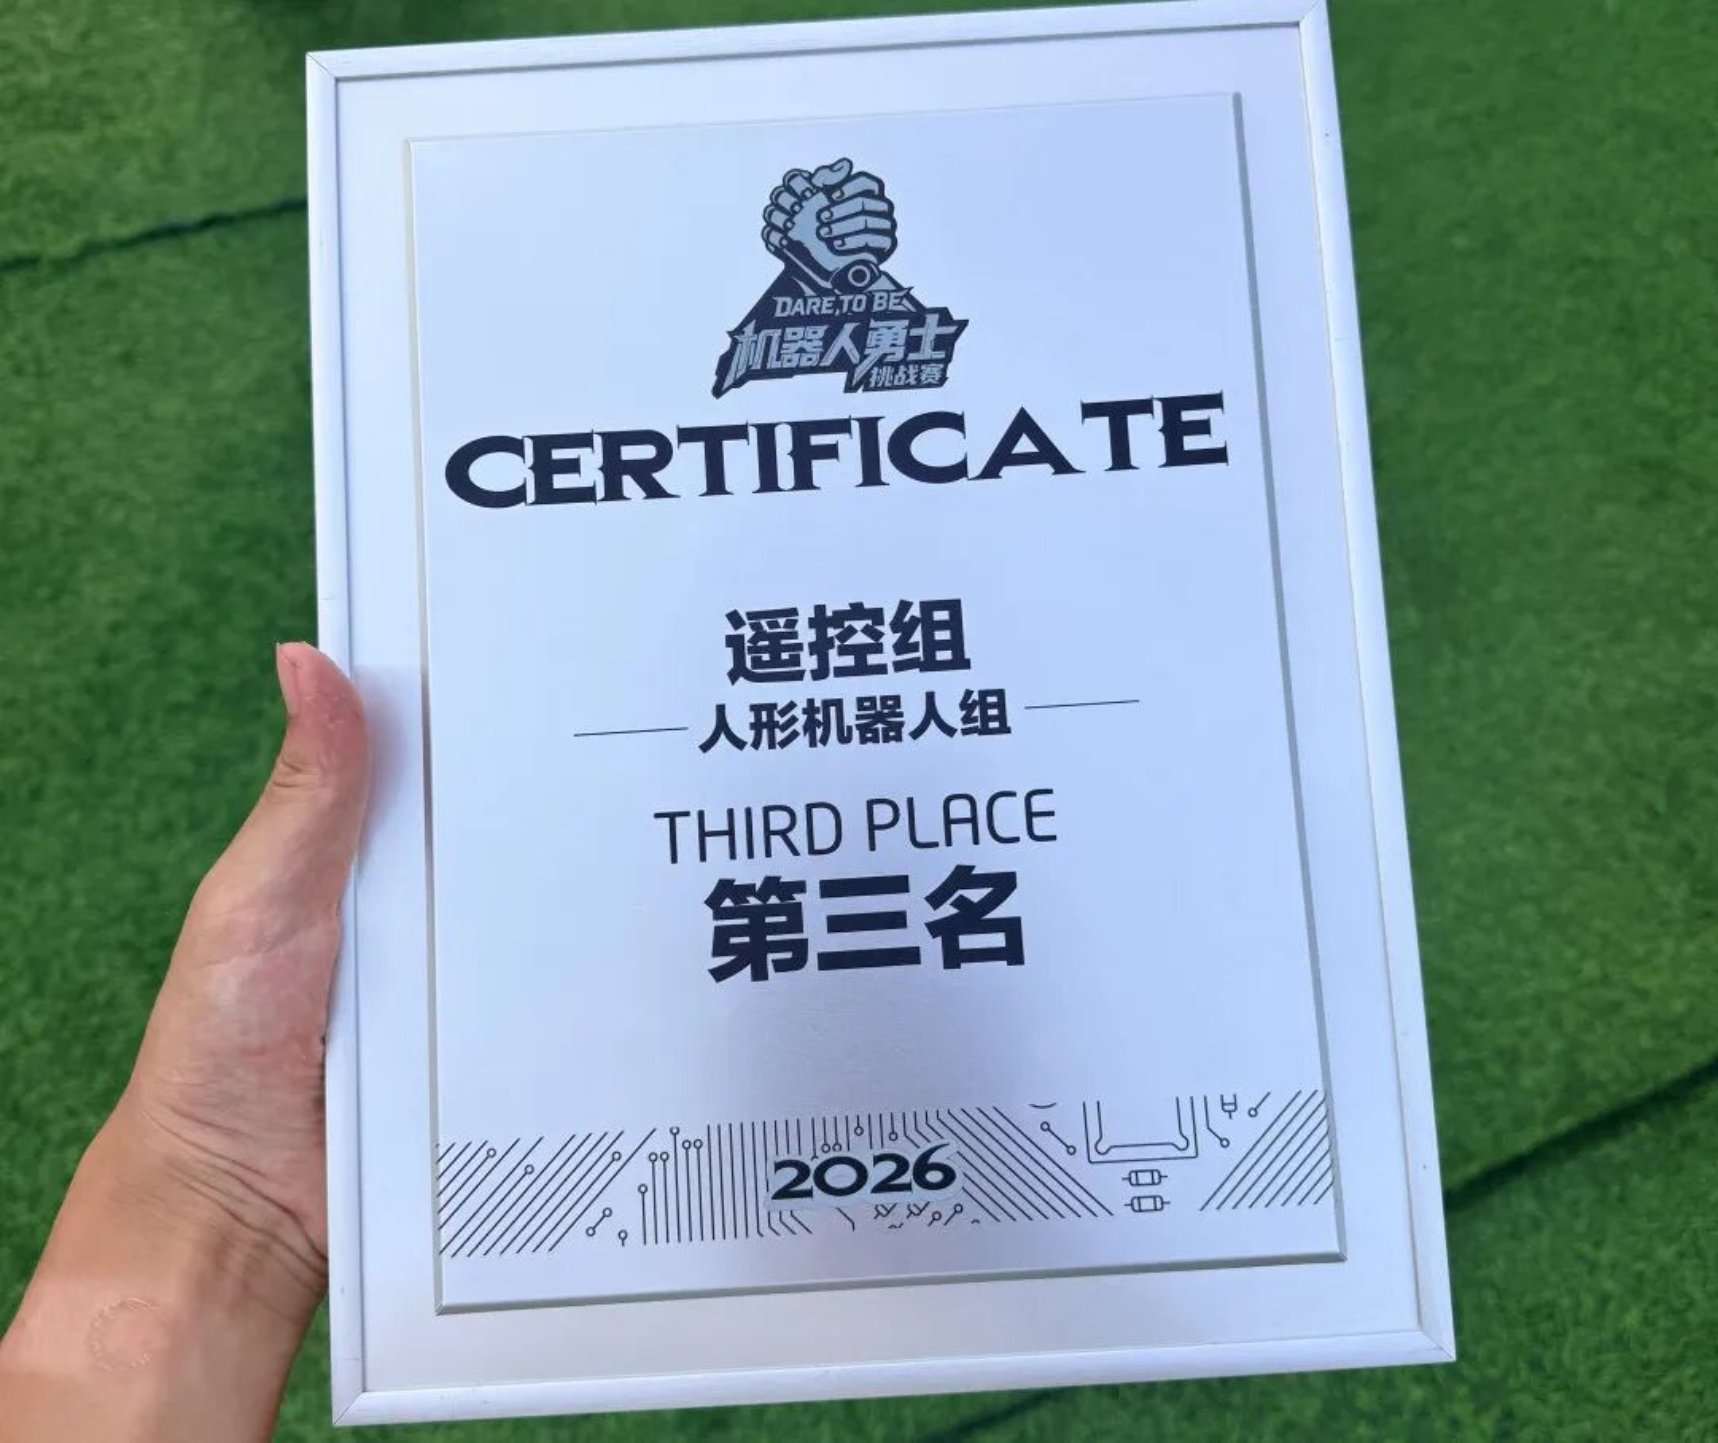 DARE TO BE
机器人勇士
挑战赛
CERTIFICATE
遥控组
人形机器人组
THIRD PLACE
第三名
2026